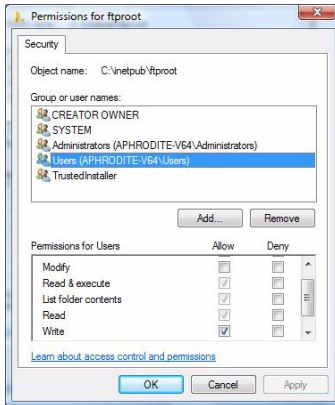 Permissions for ftproot
Security
Object name: C:\inetpub\ftproot
Group or user names:
CREATOR OWNER
SYSTEM
Administrators (APHRODITE-V64\Administrators)
Users (APHRODITE-V64\Users)
TrustedInstaller
Add... Remove
Permissions for Users Allow Deny
Modify
Read & execute
List folder contents
Read
Write
Learn about access control and permissions
OK Cancel Apply